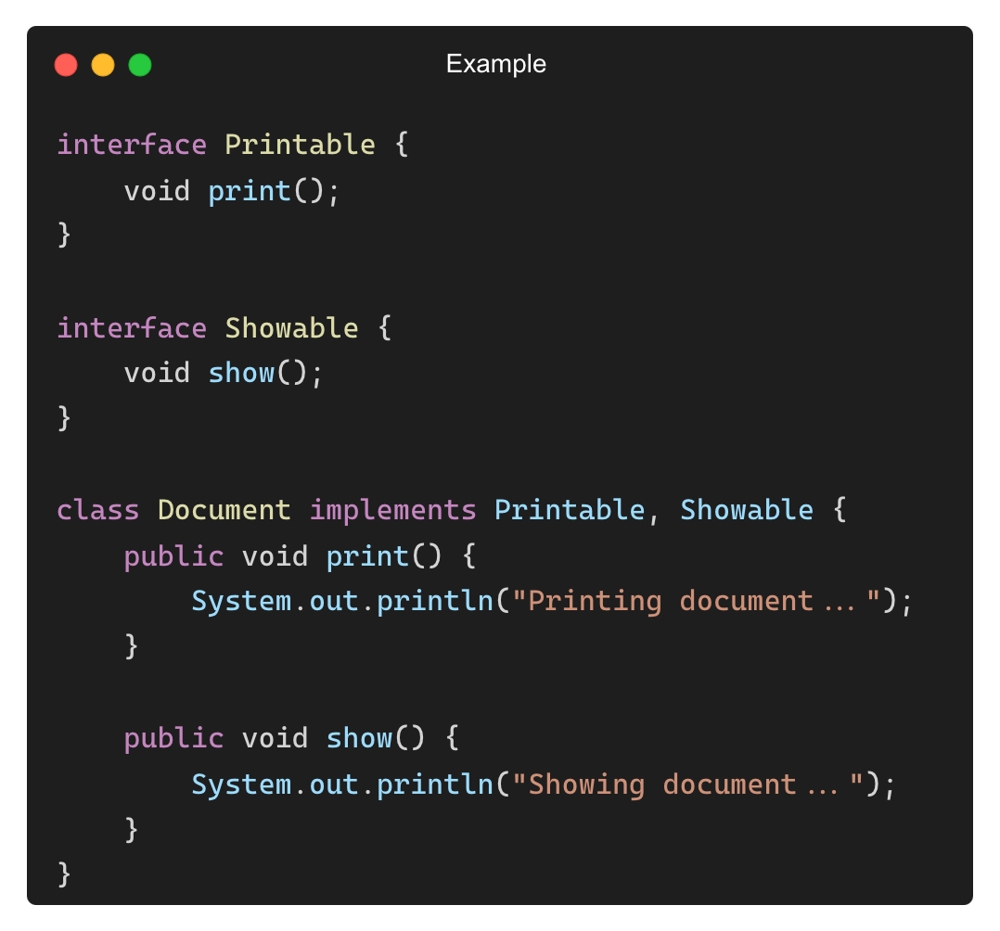 Example
interface Printable {
    void print();
}

interface Showable {
    void show();
}

class Document implements Printable, Showable {
    public void print() {
        System.out.println("Printing document...");
    }

    public void show() {
        System.out.println("Showing document...");
    }
}